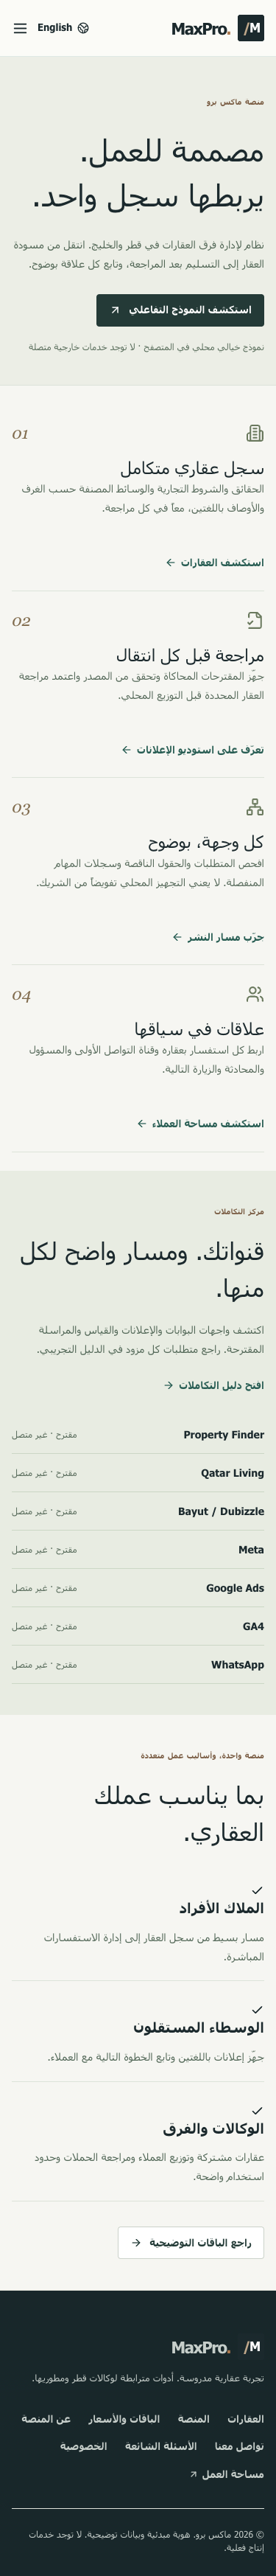 /M MaxPro. English
منصة ماكس برو
مصممة للعمل.
يربطها سجل واحد.
نظام لإدارة فرق العقارات في قطر والخليج. انتقل من مسودة
العقار إلى التسليم بعد المراجعة، وتابع كل علاقة بوضوح.
استكشف النموذج التفاعلي
نموذج خيالي محلي في المتصفح · لا توجد خدمات خارجية متصلة
01
سجل عقاري متكامل
الحقائق والشروط التجارية والوسائط المصنفة حسب الغرف
والأوصاف باللغتين، معاً في كل مراجعة.
استكشف العقارات
02
مراجعة قبل كل انتقال
جهّز المقترحات المحاكاة وتحقق من المصدر واعتمد مراجعة
العقار المحددة قبل التوزيع المحلي.
تعرّف على استوديو الإعلانات
03
كل وجهة، بوضوح
افحص المتطلبات والحقول الناقصة وسجلات المهام
المنفصلة. لا يعني التجهيز المحلي تفويضاً من الشريك.
جرّب مسار النشر
04
علاقات في سياقها
اربط كل استفسار بعقاره وقناة التواصل الأولى والمسؤول
والمحادثة والزيارة التالية.
استكشف مساحة العملاء
مركز التكاملات
قنواتك. ومسار واضح لكل
منها.
اكتشف واجهات البوابات والإعلانات والقياس والمراسلة
المقترحة. راجع متطلبات كل مزود في الدليل التجريبي.
افتح دليل التكاملات
Property Finder مقترح · غير متصل
Qatar Living مقترح · غير متصل
Bayut / Dubizzle مقترح · غير متصل
Meta مقترح · غير متصل
Google Ads مقترح · غير متصل
GA4 مقترح · غير متصل
WhatsApp مقترح · غير متصل
منصة واحدة، وأساليب عمل متعددة
بما يناسب عملك
العقاري.
الملاك الأفراد
مسار بسيط من سجل العقار إلى إدارة الاستفسارات
المباشرة.
الوسطاء المستقلون
جهّز إعلانات باللغتين وتابع الخطوة التالية مع العملاء.
الوكالات والفرق
عقارات مشتركة وتوزيع العملاء ومراجعة الحملات وحدود
استخدام واضحة.
راجع الباقات التوضيحية
/M MaxPro.
تجربة عقارية مدروسة. أدوات مترابطة لوكالات قطر ومطوريها.
العقارات المنصة الباقات والأسعار عن المنصة
تواصل معنا الأسئلة الشائعة الخصوصية
مساحة العمل
© 2026 ماكس برو. هوية مبدئية وبيانات توضيحية. لا توجد خدمات
إنتاج فعلية.